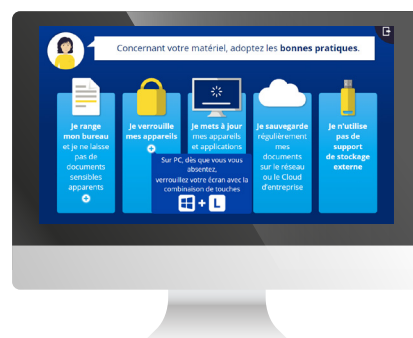 Concernant votre matériel, adoptez les bonnes pratiques.
Je range
mon bureau
et je ne laisse
pas de
documents
sensibles
apparents
Je verrouille
mes appareils
Sur PC, dès que vous vous
absentez,
verrouillez votre écran avec la
combinaison de touches
+ L
Je mets à jour
mes appareils
et applications
Je sauvegarde
régulièrement
mes
documents
sur le réseau
ou le Cloud
d'entreprise
Je n'utilise
pas de
support
de stockage
externe